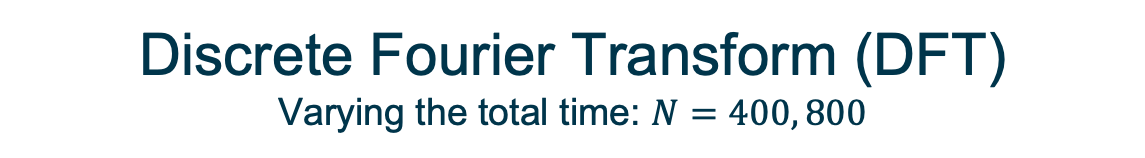 Discrete Fourier Transform (DFT)
Varying the total time: N = 400, 800